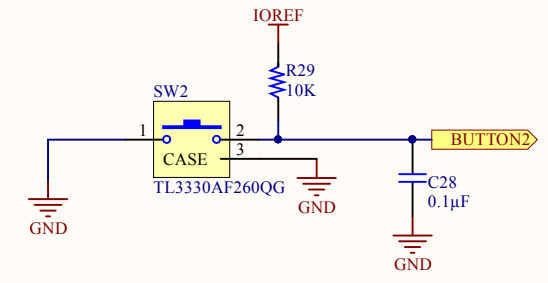 IOREF
R29
10K
SW2
1
2
3
CASE
TL3330AF260QG
BUTTON2
C28
0.1µF
GND
GND
GND